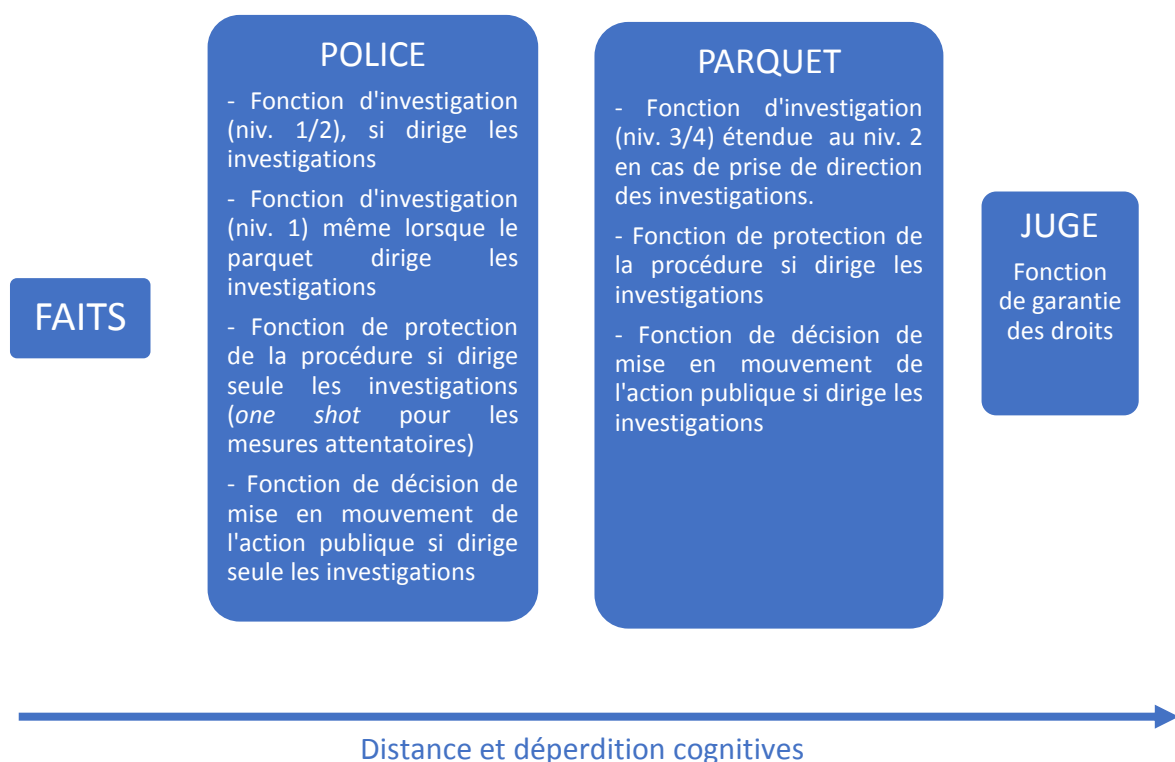 FAITS
POLICE
- Fonction d'investigation
(niv. 1/2), si dirige les
investigations
- Fonction d'investigation
(niv. 1) même lorsque le
parquet dirige les
investigations
- Fonction de protection
de la procédure si dirige
seule les investigations
(one shot pour les
mesures attentatoires)
- Fonction de décision de
mise en mouvement de
l'action publique si dirige
seule les investigations
PARQUET
- Fonction d'investigation
(niv. 3/4) étendue au niv. 2
en cas de prise de direction
des investigations.
- Fonction de protection de
la procédure si dirige les
investigations
- Fonction de décision de
mise en mouvement de
l'action publique si dirige les
investigations
JUGE
Fonction
de garantie
des droits
Distance et déperdition cognitives